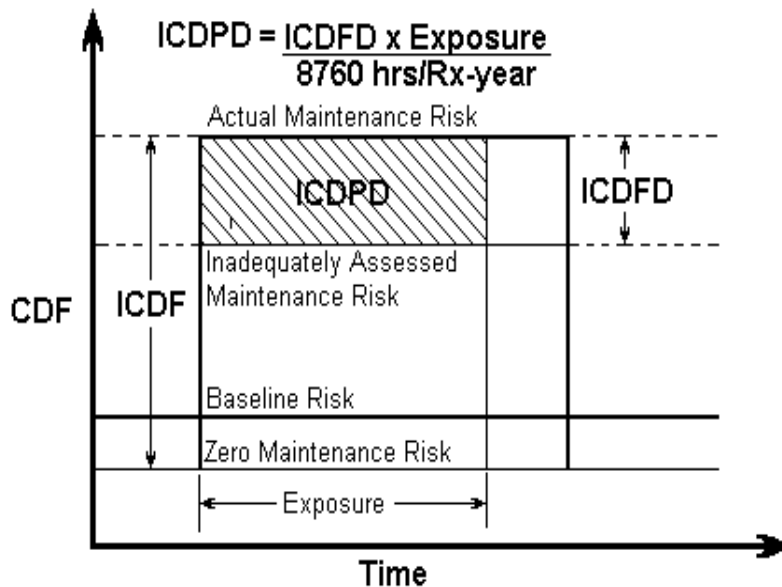 ICDPD = ICDFD x Exposure
8760 hrs/Rx-year
Actual Maintenance Risk
ICDPD
ICDFD
Inadequately Assessed
Maintenance Risk
CDF
ICDF
Baseline Risk
Zero Maintenance Risk
Exposure
Time